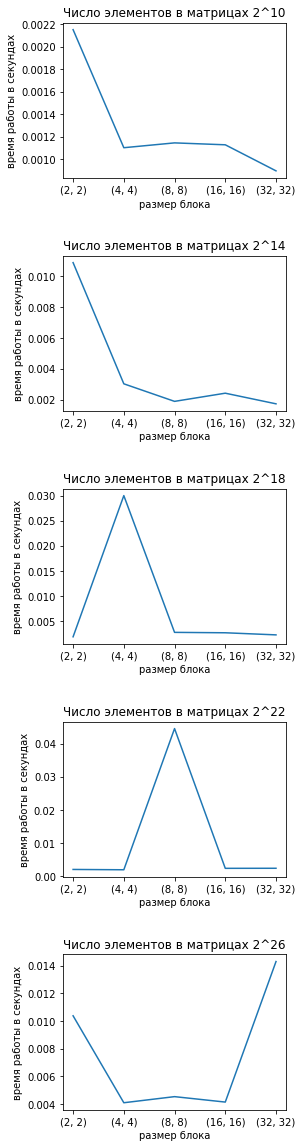 Число элементов в матрицах 2^10
0.0022
0.0020
0.0018
0.0016
0.0014
0.0012
0.0010
время работы в секундах
(2, 2) (4, 4) (8, 8) (16, 16) (32, 32)
размер блока
Число элементов в матрицах 2^14
0.010
0.008
0.006
0.004
0.002
время работы в секундах
(2, 2) (4, 4) (8, 8) (16, 16) (32, 32)
размер блока
Число элементов в матрицах 2^18
0.030
0.025
0.020
0.015
0.010
0.005
время работы в секундах
(2, 2) (4, 4) (8, 8) (16, 16) (32, 32)
размер блока
Число элементов в матрицах 2^22
0.04
0.03
0.02
0.01
0.00
время работы в секундах
(2, 2) (4, 4) (8, 8) (16, 16) (32, 32)
размер блока
Число элементов в матрицах 2^26
0.014
0.012
0.010
0.008
0.006
0.004
время работы в секундах
(2, 2) (4, 4) (8, 8) (16, 16) (32, 32)
размер блока